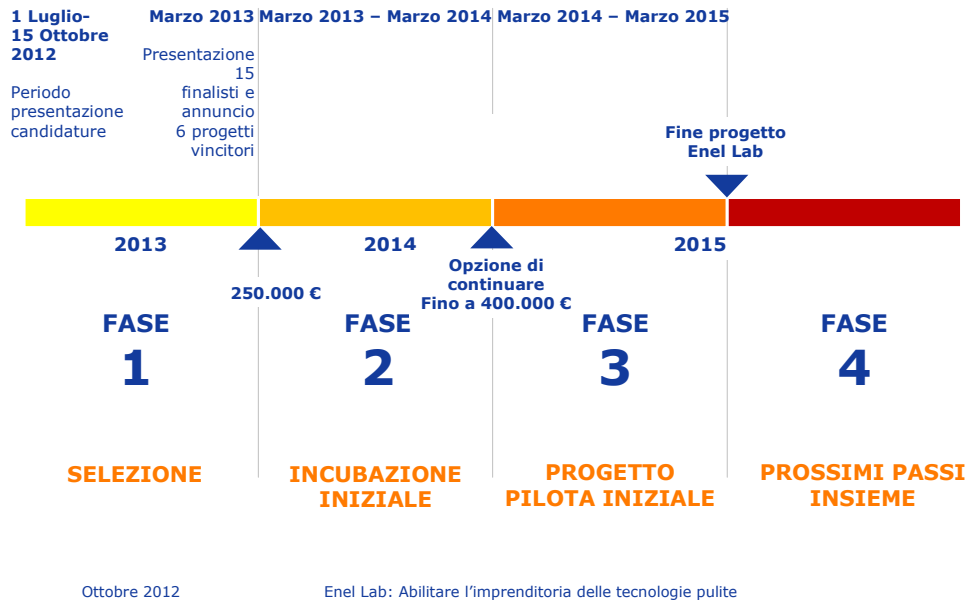 1 Luglio-
15 Ottobre
2012
Periodo
presentazione
candidature
Marzo 2013
Presentazione
15
finalisti e
annuncio
6 progetti
vincitori
Marzo 2013 – Marzo 2014
Marzo 2014 – Marzo 2015
Fine progetto
Enel Lab
2013
2014
2015
250.000 €
Opzione di
continuare
Fino a 400.000 €
FASE
1
FASE
2
FASE
3
FASE
4
SELEZIONE
INCUBAZIONE
INIZIALE
PROGETTO
PILOTA INIZIALE
PROSSIMI PASSI
INSIEME
Ottobre 2012
Enel Lab: Abilitare l’imprenditoria delle tecnologie pulite